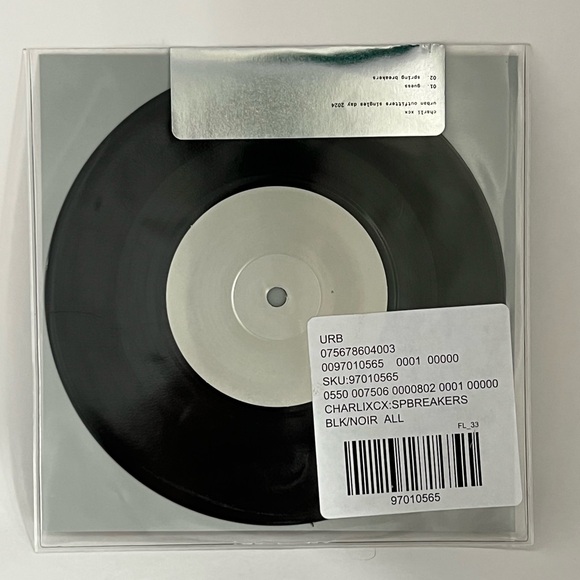 charli xcx
urban outfitters singles day 2024
01 guess
02 spring breakers
URB
075678604003
0097010565 0001 00000
SKU:97010565
0550 007506 0000802 0001 00000
CHARLIXCX:SPBREAKERS
BLK/NOIR ALL
FL_33
97010565